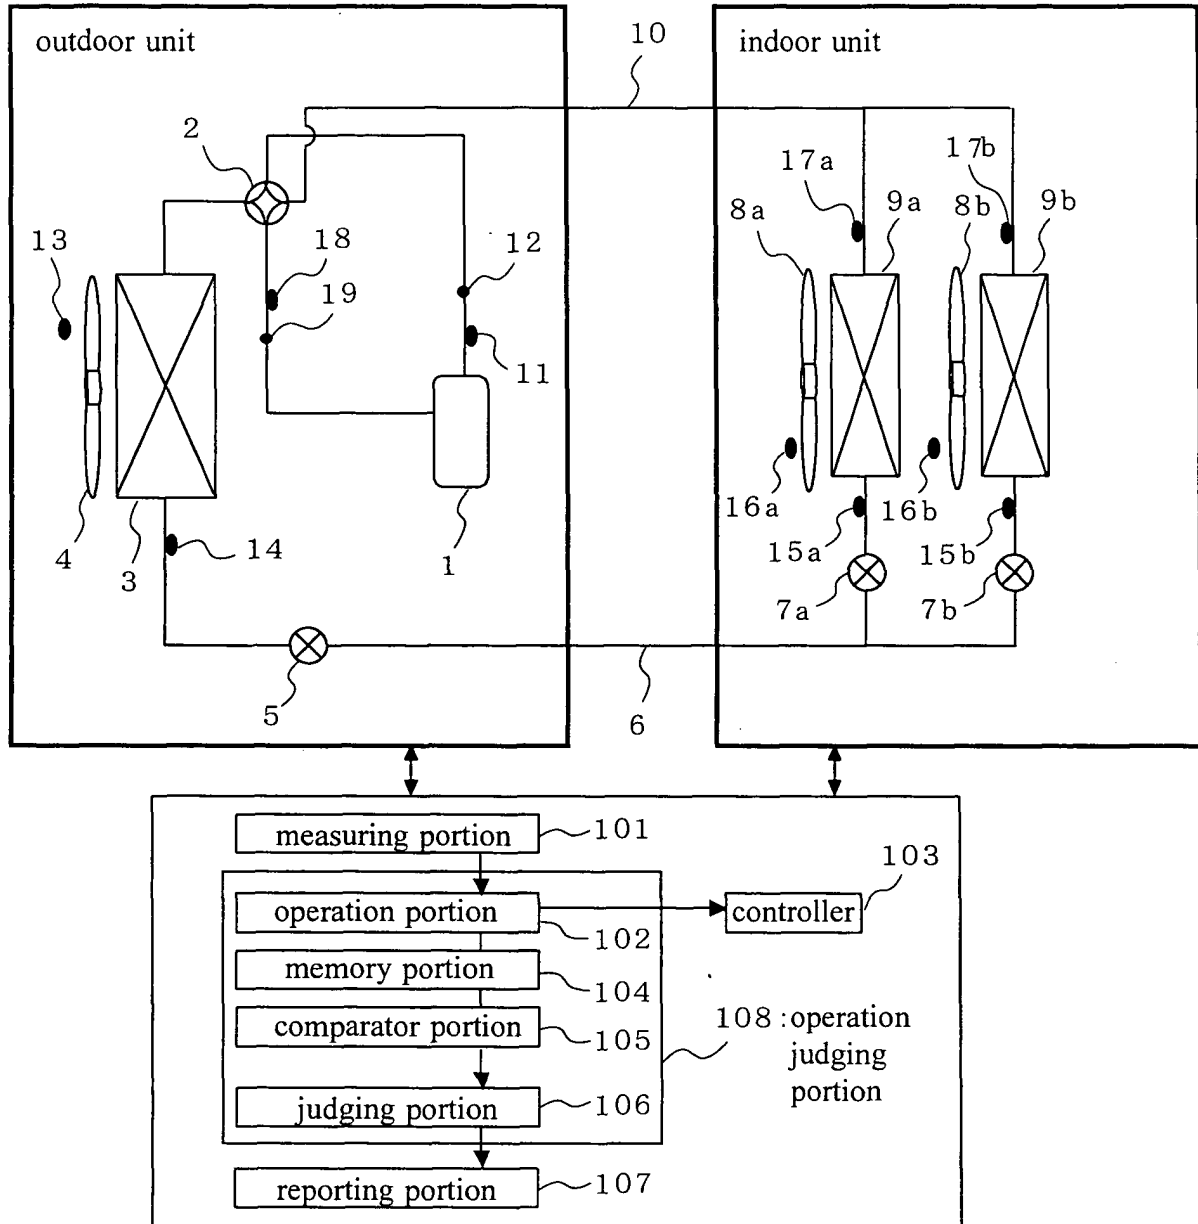 outdoor unit
10
indoor unit
2
17a
17b
8a
9a
8b
9b
13
18
12
19
11
16a
16b
4
3
14
1
15a
15b
7a
7b
5
6
measuring portion
101
103
operation portion
controller
102
memory portion
104
comparator portion
105
108 : operation
judging
portion
judging portion
106
reporting portion
107